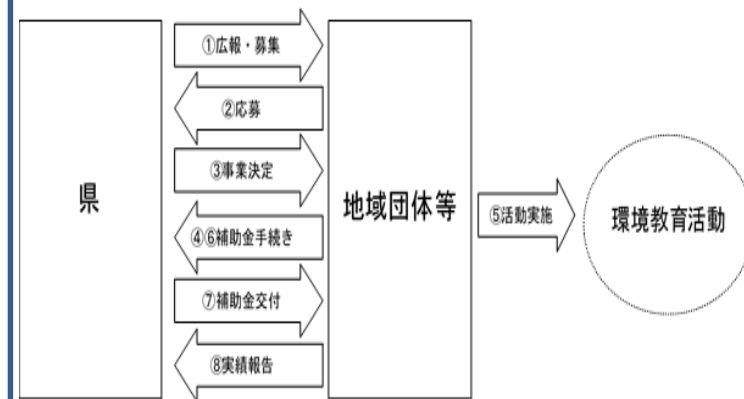 県
①広報・募集
②応募
③事業決定
④⑥補助金手続き
⑦補助金交付
⑧実績報告
地域団体等
⑤活動実施
環境教育活動